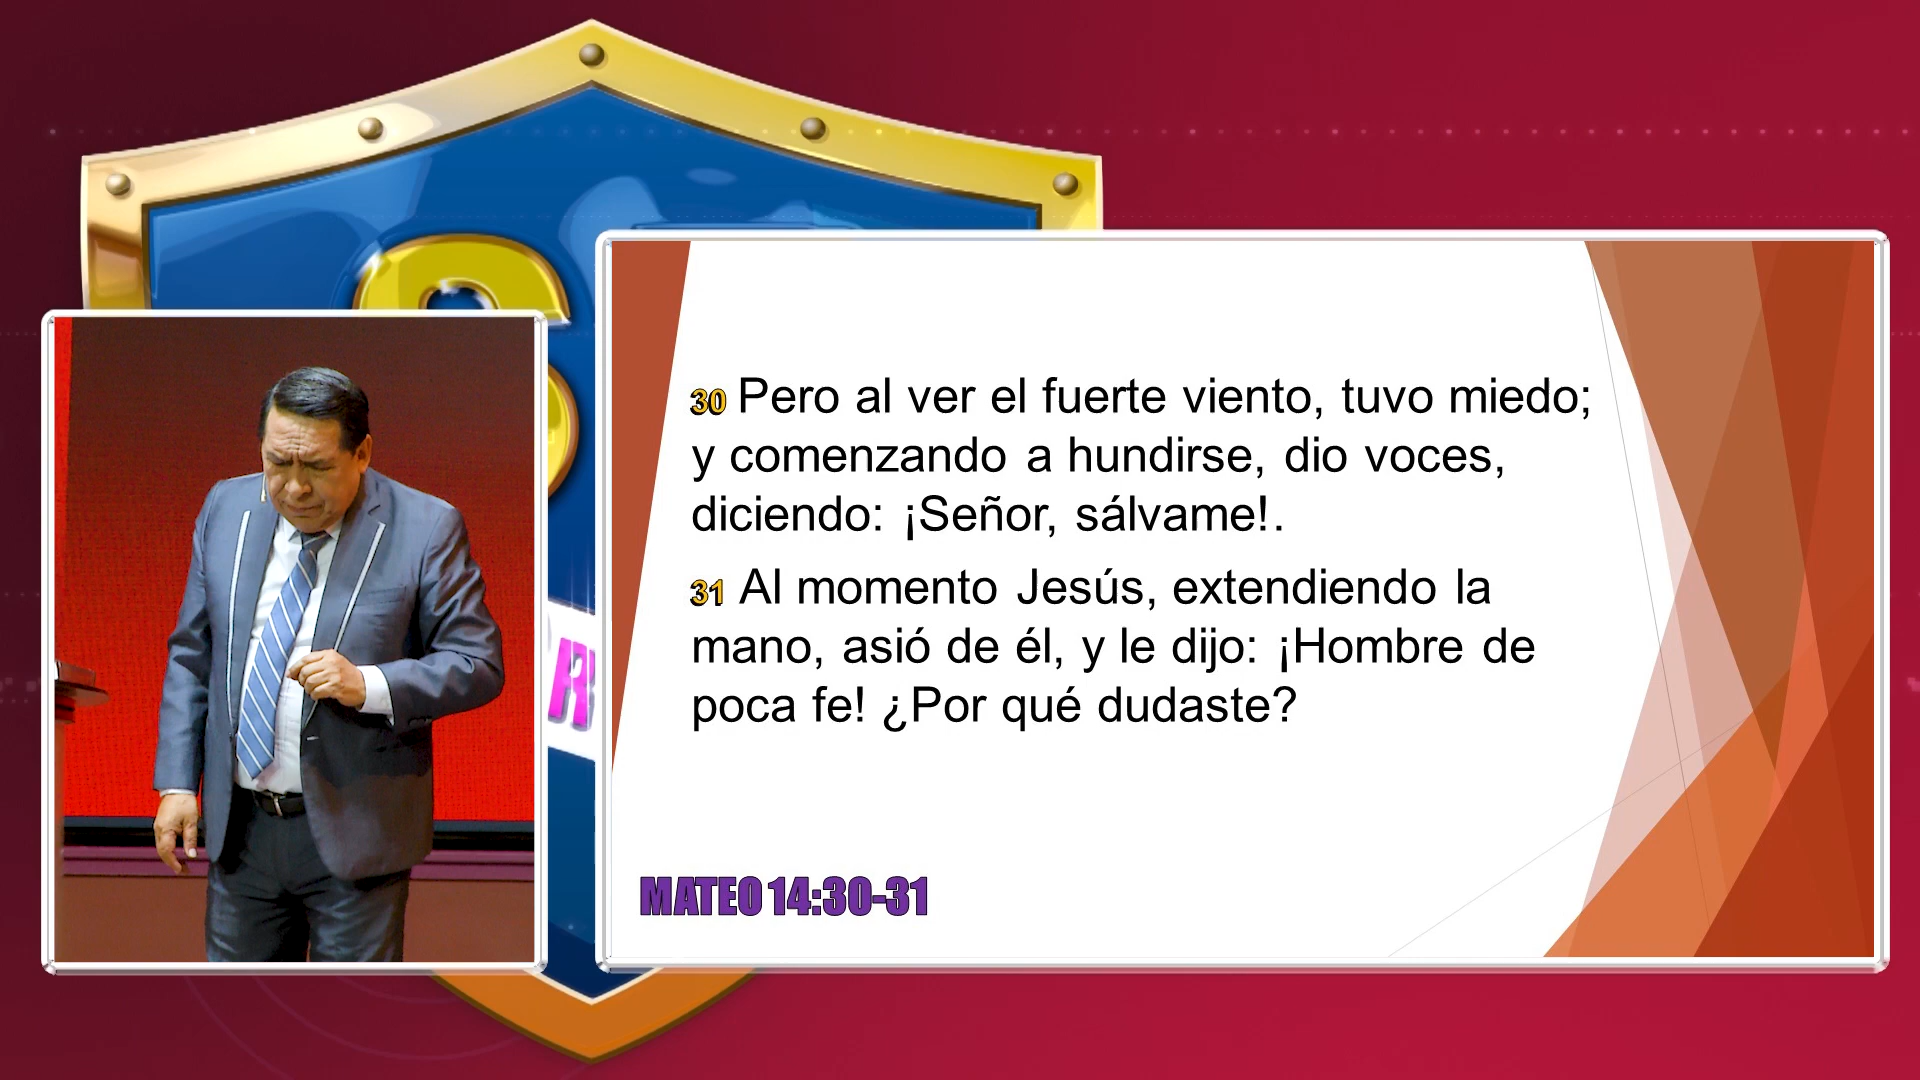 30 Pero al ver el fuerte viento, tuvo miedo;
y comenzando a hundirse, dio voces,
diciendo: ¡Señor, sálvame!.
31 Al momento Jesús, extendiendo la
mano, asió de él, y le dijo: ¡Hombre de
poca fe! ¿Por qué dudaste?
MATEO 14:30-31